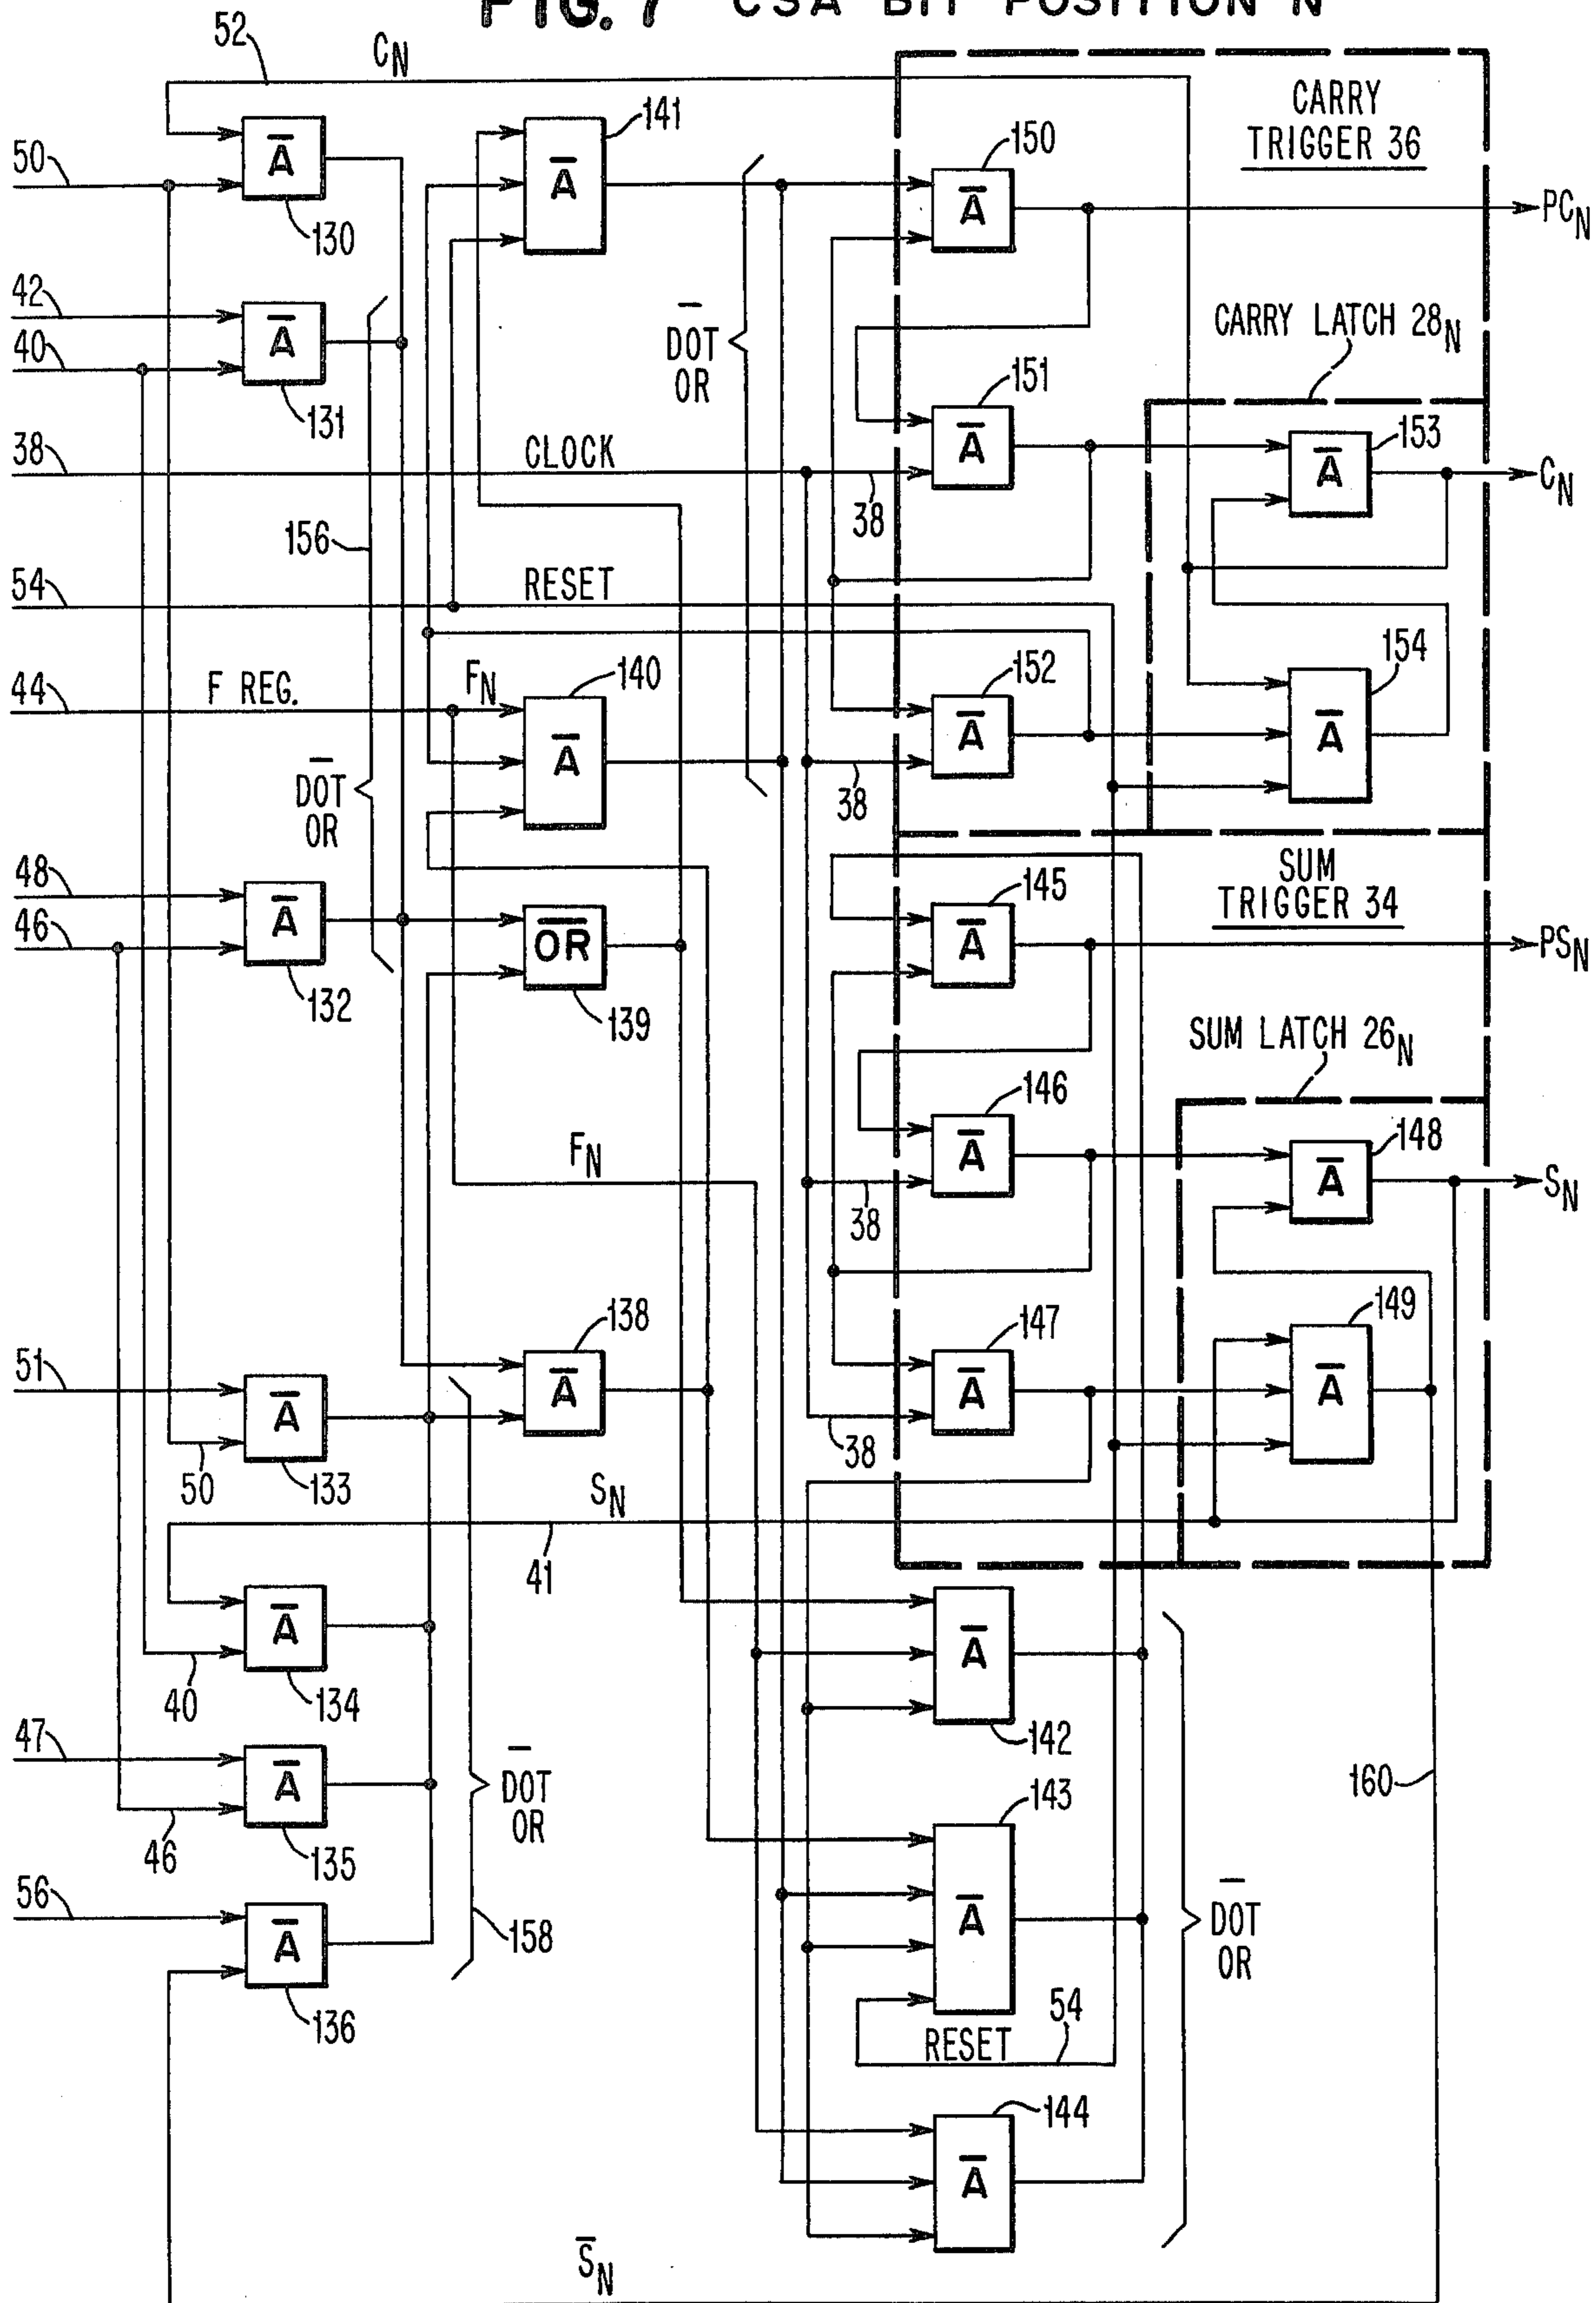 FIG. 7 CSA BIT POSITION N
52
C_N
CARRY
TRIGGER 36
50
Ā
130
Ā
141
Ā
150
PC_N
42
40
Ā
131
DOT
OR
CARRY LATCH 28_N
151
Ā
153
Ā
C_N
38
CLOCK
38
156
54
RESET
44
F REG.
F_N
140
Ā
152
Ā
38
154
Ā
DOT
OR
48
46
Ā
132
OR
139
SUM
TRIGGER 34
145
Ā
PS_N
SUM LATCH 26_N
F_N
146
Ā
38
148
Ā
S_N
51
Ā
50
133
138
Ā
147
Ā
38
149
Ā
S_N
41
Ā
40
134
Ā
142
47
Ā
46
135
DOT
OR
143
Ā
160
56
Ā
136
158
DOT
OR
RESET
54
144
Ā
S̄_N